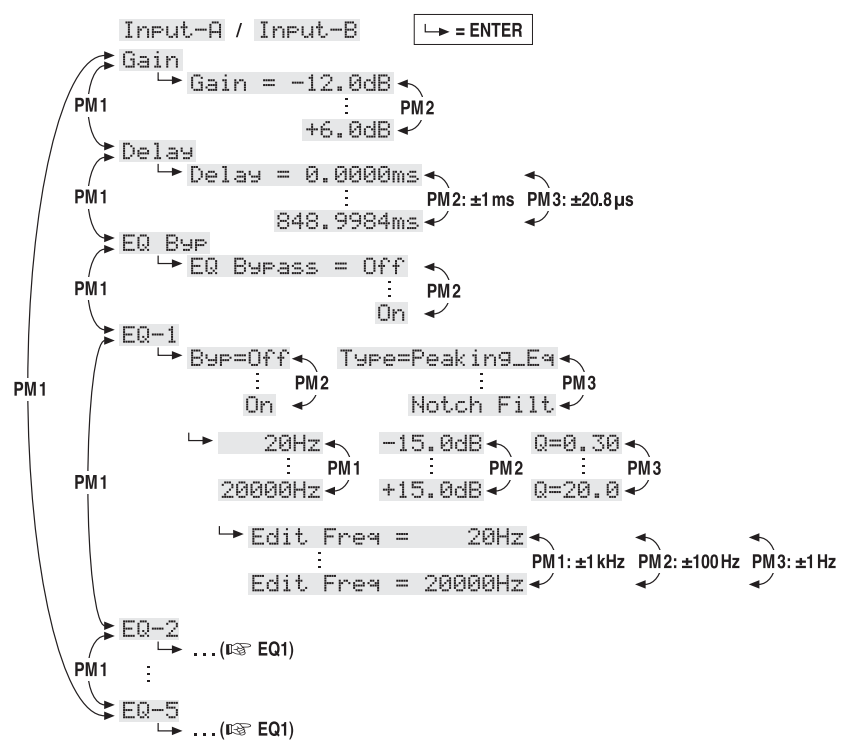 Input-A / Input-B
↳ = ENTER
Gain
Gain = -12.0dB
PM1
PM2
+6.0dB
Delay
Delay = 0.0000ms
PM1
PM2: ±1 ms PM3: ±20.8 µs
848.9984ms
EQ Byp
EQ Bypass = Off
PM1
PM2
On
EQ-1
Byp=Off Type=Peaking_Eq
PM1
PM2 PM3
On Notch Filt
20Hz -15.0dB Q=0.30
PM1 PM2 PM3
PM1
20000Hz +15.0dB Q=20.0
Edit Freq = 20Hz
PM1: ±1 kHz PM2: ±100 Hz PM3: ±1 Hz
Edit Freq = 20000Hz
EQ-2
...(☞ EQ1)
PM1
EQ-5
...(☞ EQ1)